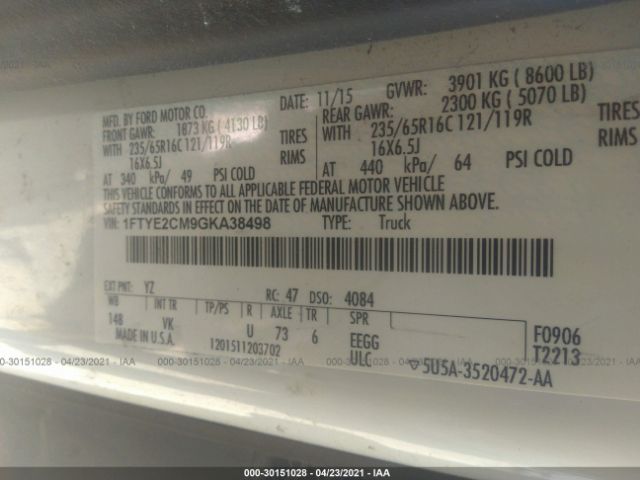 MFD. BY FORD MOTOR CO.
DATE: 11/15 GVWR: 3901 KG ( 8600 LB)
FRONT GAWR: 1873 KG ( 4130 LB)
REAR GAWR: 2300 KG ( 5070 LB)
WITH 235/65R16C 121/119R TIRES
WITH 235/65R16C 121/119R TIRES
16X6.5J RIMS
16X6.5J RIMS
AT 340 kPa/ 49 PSI COLD
AT 440 kPa/ 64 PSI COLD
THIS VEHICLE CONFORMS TO ALL APPLICABLE FEDERAL MOTOR VEHICLE
SAFETY STANDARDS IN EFFECT ON THE DATE OF MANUFACTURE SHOWN ABOVE.
VIN: 1FTYE2CM9GKA38498 TYPE: Truck
EXT PNT: YZ RC: 47 DSO: 4084
WB INT TR TP/PS R AXLE TR SPR
148 VK U 73 6 EEGG
MADE IN U.S.A. 1201511203702 ULC
F0906
T2213
5U5A-3520472-AA
000-30151028 - 04/23/2021 - IAA
000-30151028 - 04/23/2021 - IAA